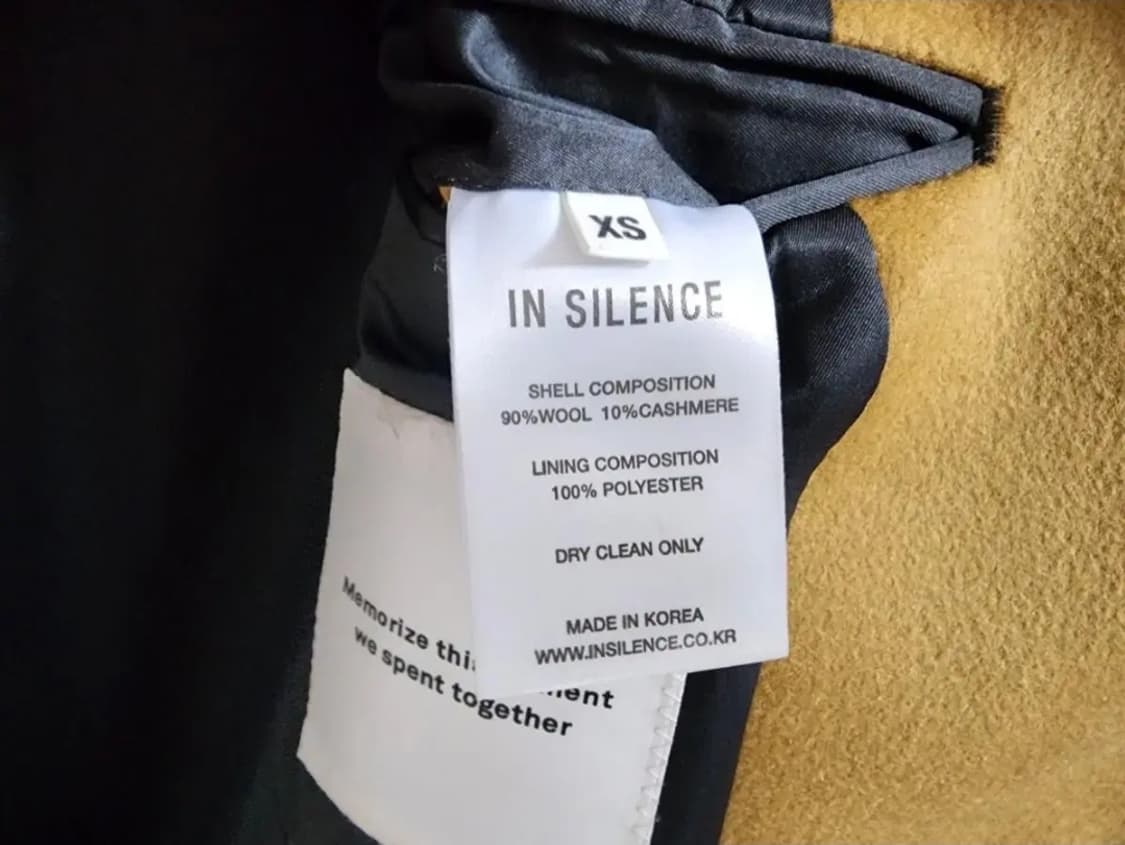 XS
IN SILENCE
SHELL COMPOSITION
90%WOOL 10%CASHMERE
LINING COMPOSITION
100% POLYESTER
DRY CLEAN ONLY
MADE IN KOREA
WWW.INSILENCE.CO.KR
Memorize
we spent together